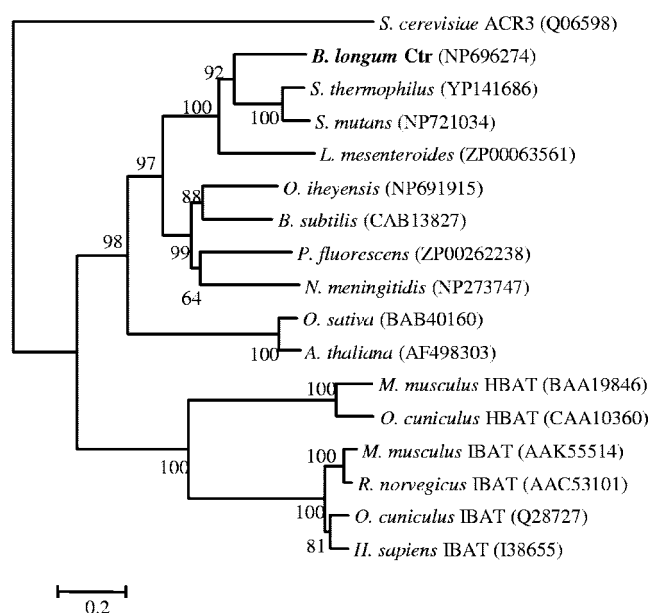 S. cerevisiae ACR3 (Q06598)
B. longum Ctr (NP696274)
92
S. thermophilus (YP141686)
100
100
S. mutans (NP721034)
L. mesenteroides (ZP00063561)
97
O. iheyensis (NP691915)
88
B. subtilis (CAB13827)
98
99
P. fluorescens (ZP00262238)
64
N. meningitidis (NP273747)
O. sativa (BAB40160)
100
A. thaliana (AF498303)
100
M. musculus HBAT (BAA19846)
O. cuniculus HBAT (CAA10360)
100
100
M. musculus IBAT (AAK55514)
R. norvegicus IBAT (AAC53101)
100
O. cuniculus IBAT (Q28727)
81
H. sapiens IBAT (I38655)
0.2